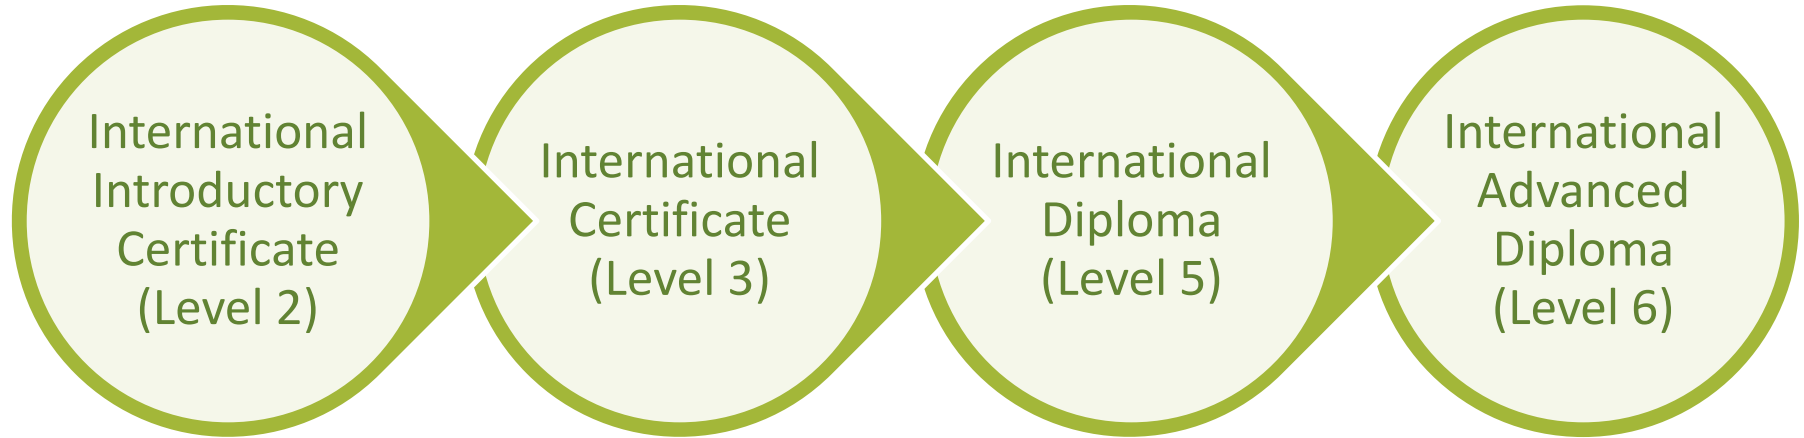 International
Introductory
Certificate
(Level 2)
International
Certificate
(Level 3)
International
Diploma
(Level 5)
International
Advanced
Diploma
(Level 6)